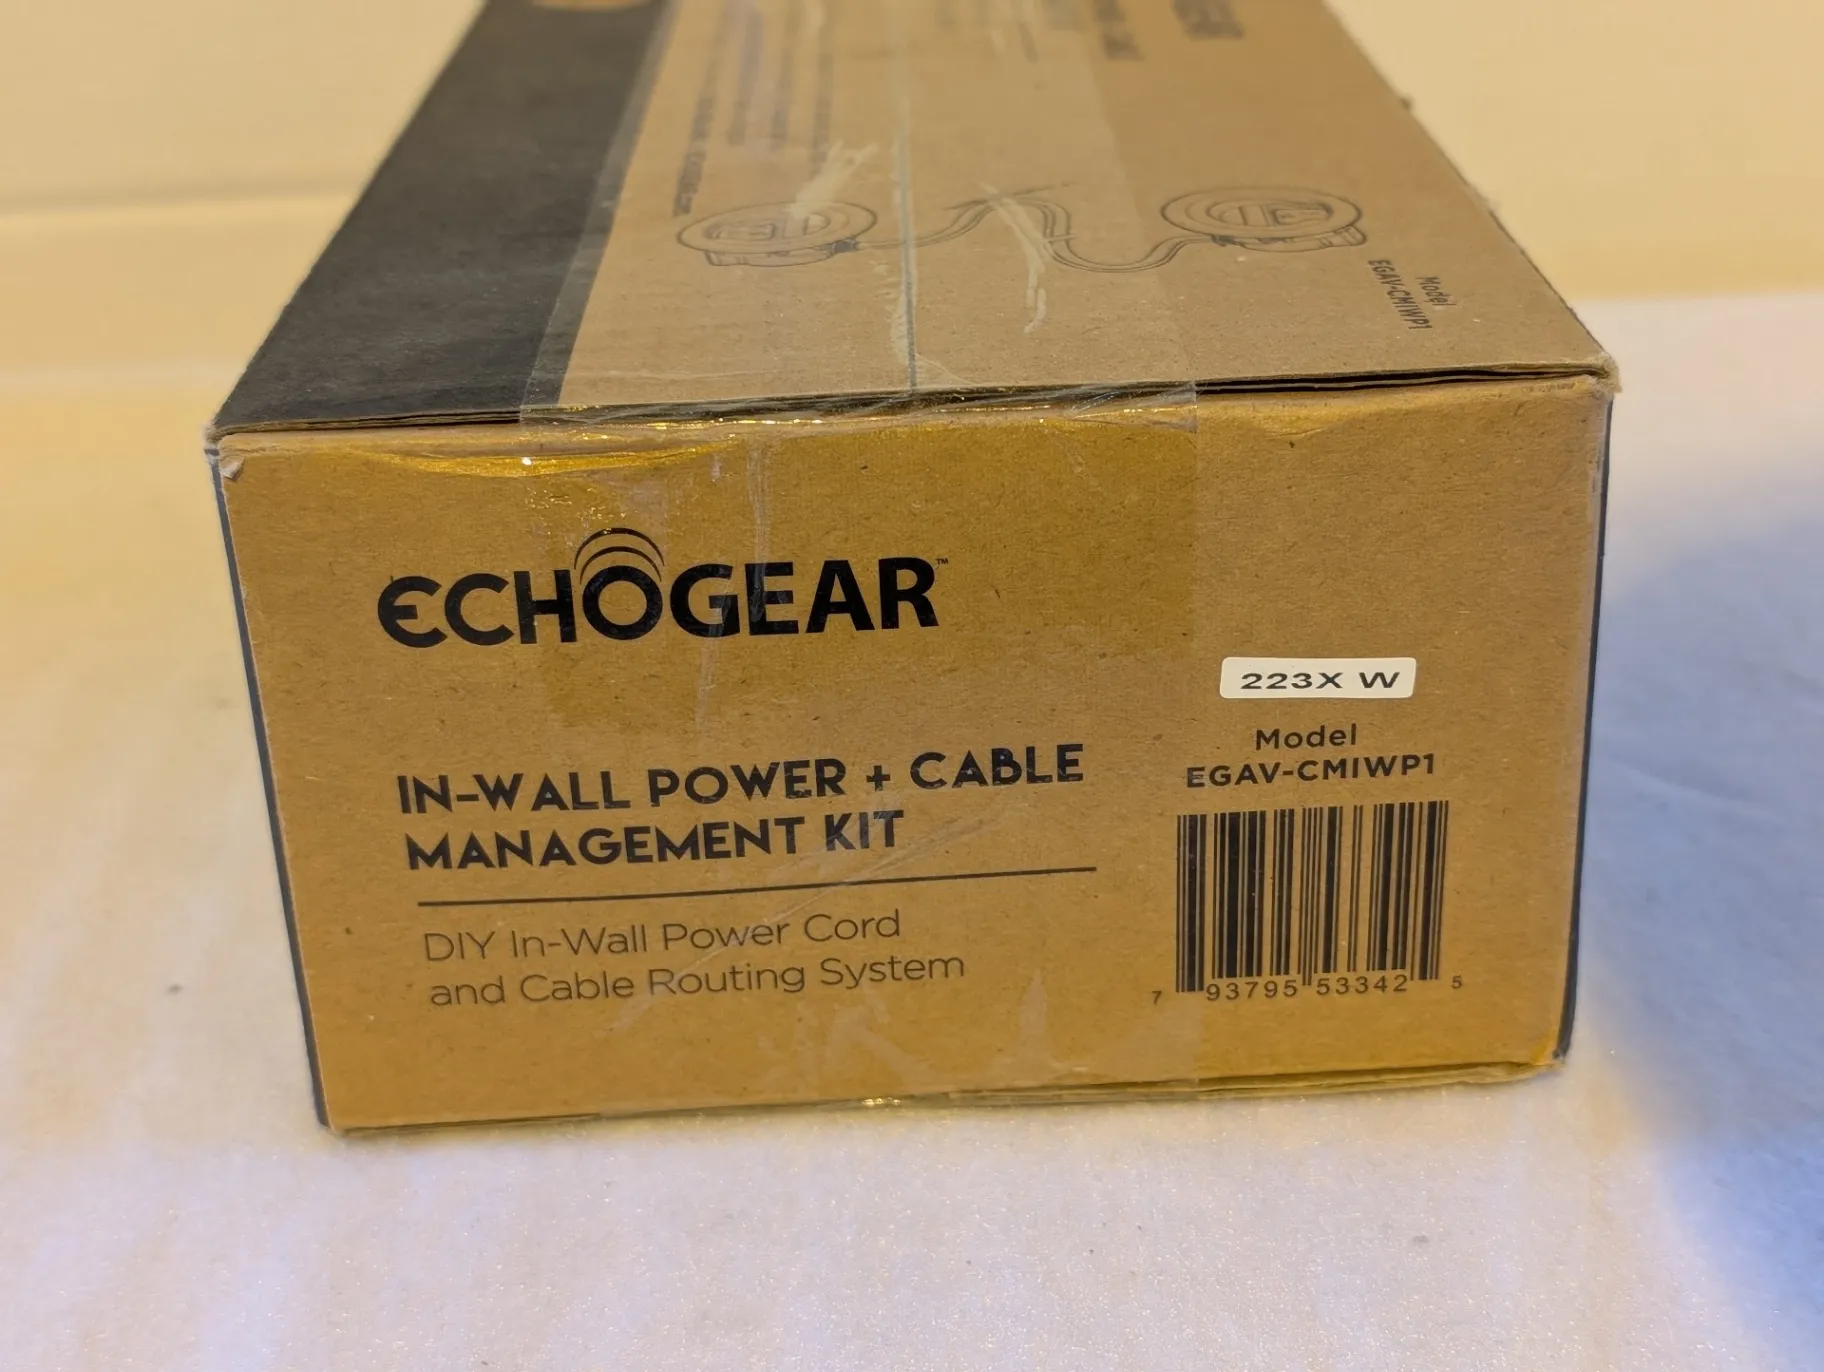 Model
EGAV-CMIWP1
ECHOGEAR™
IN-WALL POWER + CABLE
MANAGEMENT KIT
DIY In-Wall Power Cord
and Cable Routing System
223X W
Model
EGAV-CMIWP1
7 93795 53342 5